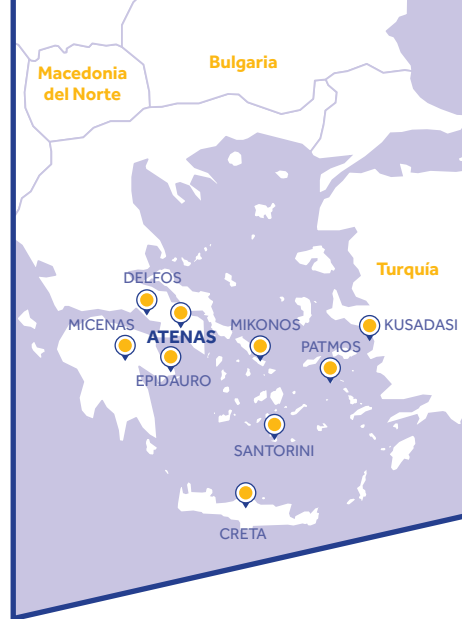 Bulgaria
Macedonia
del Norte
Turquía
DELFOS
MICENAS
ATENAS
MIKONOS
KUSADASI
PATMOS
EPIDAURO
SANTORINI
CRETA